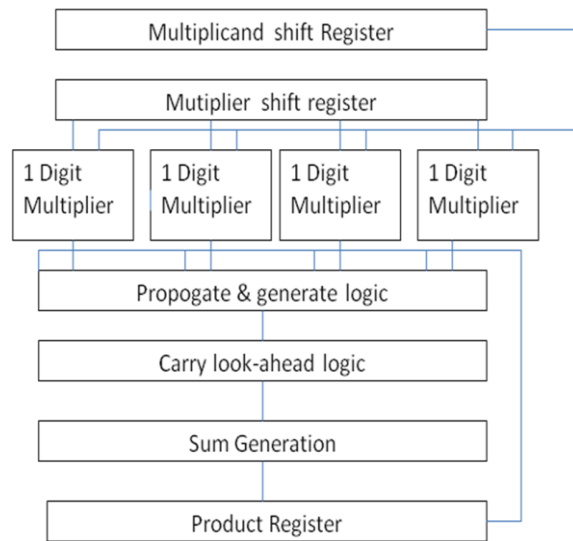 Multiplicand shift Register
Mutiplier shift register
1 Digit
Multiplier
1 Digit
Multiplier
1 Digit
Multiplier
1 Digit
Multiplier
Propogate & generate logic
Carry look-ahead logic
Sum Generation
Product Register